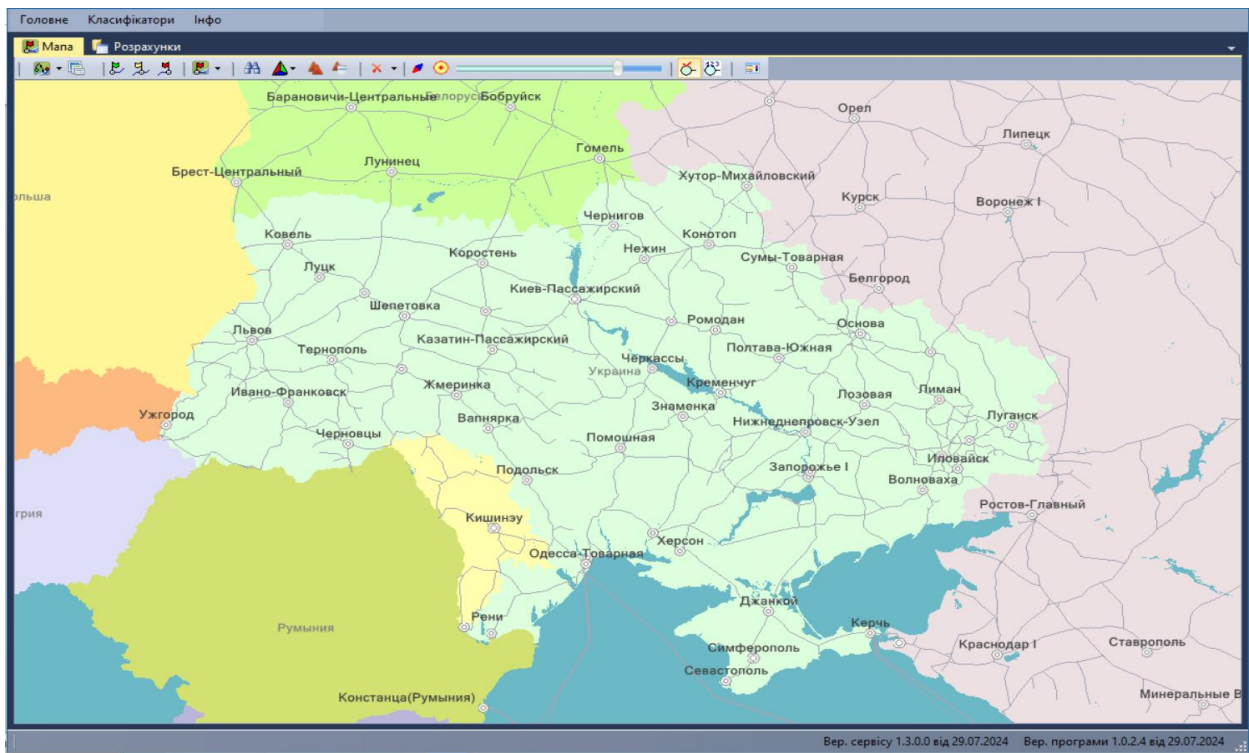 Головне Класифікатори Інфо
Мапа Розрахунки
Барановичи-Центральные Белорусь Бобруйск
Орел
Липецк
Гомель
Лунинец
Брест-Центральный
Хутор-Михайловский
ольша
Курск
Воронеж I
Чернигов
Ковель
Нежин
Конотоп
Коростень
Сумы-Товарная
Луцк
Белгород
Киев-Пассажирский
Шепетовка
Ромодан
Основа
Львов
Казатин-Пассажирский
Тернополь
Полтава-Южная
Черкассы
Украина
Жмеринка
Кременчуг
Лиман
Ивано-Франковск
Лозовая
Знаменка
Ужгород
Вапнярка
Луганск
Нижнеднепровск-Узел
Черновцы
Помошная
Иловайск
Подольск
Запорожье I
Волноваха
Ростов-Главный
грия
Кишинэу
Херсон
Одесса-Товарная
Джанкой
Рени
Керчь
Румыния
Симферополь
Краснодар I
Ставрополь
Севастополь
Констанца(Румыния)
Минеральные В
Вер. сервісу 1.3.0.0 від 29.07.2024 Вер. програми 1.0.2.4 від 29.07.2024